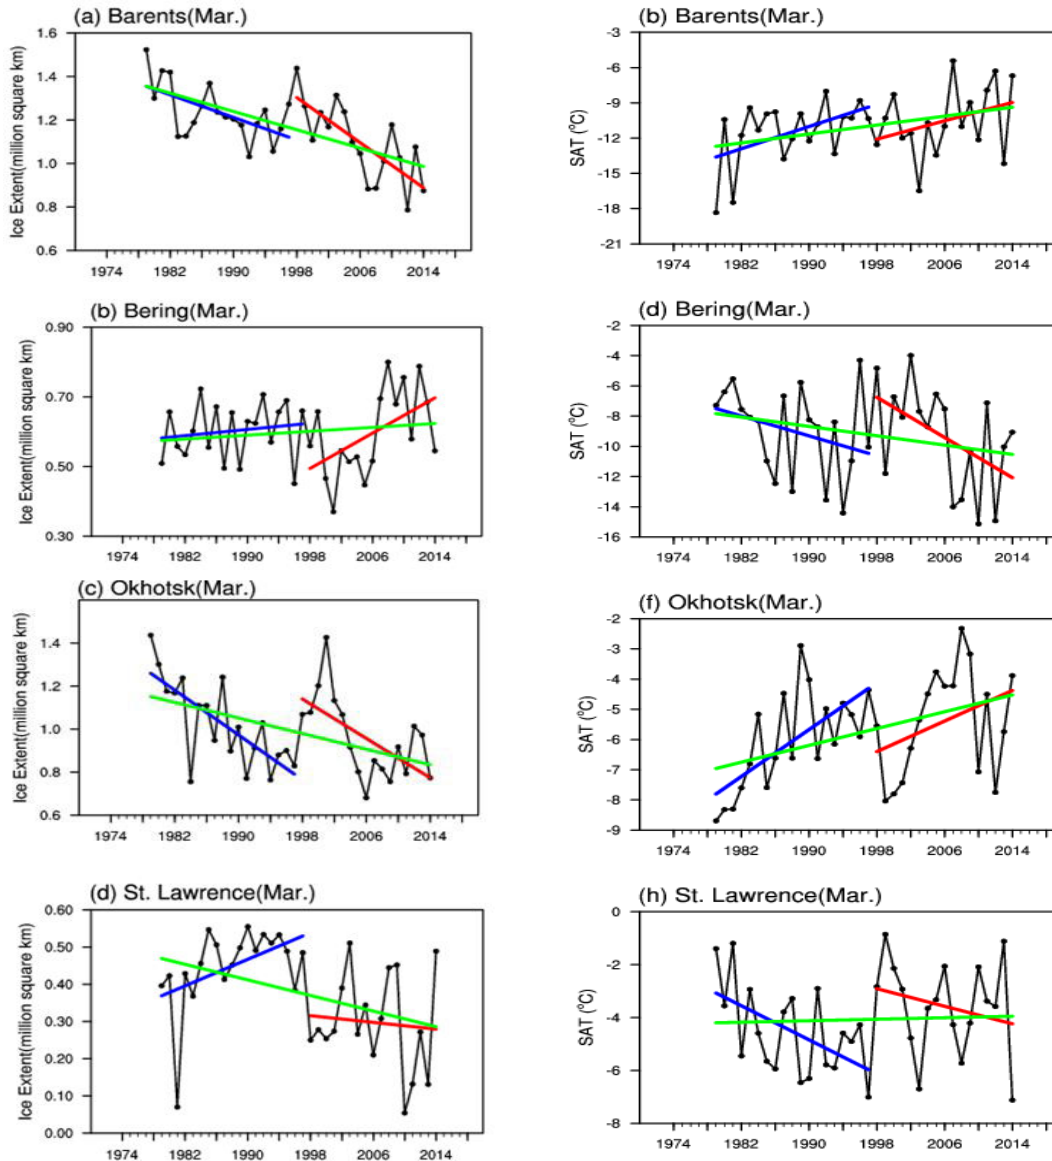 (a) Barents(Mar.)
Ice Extent(million square km)
1.6
1.4
1.2
1.0
0.8
0.6
1974 1982 1990 1998 2006 2014
(b) Barents(Mar.)
SAT (°C)
-3
-6
-9
-12
-15
-18
-21
1974 1982 1990 1998 2006 2014
(b) Bering(Mar.)
Ice Extent(million square km)
0.90
0.70
0.50
0.30
1974 1982 1990 1998 2006 2014
(d) Bering(Mar.)
SAT (°C)
-2
-4
-6
-8
-10
-12
-14
-16
1974 1982 1990 1998 2006 2014
(c) Okhotsk(Mar.)
Ice Extent(million square km)
1.4
1.2
1.0
0.8
0.6
1974 1982 1990 1998 2006 2014
(f) Okhotsk(Mar.)
SAT (°C)
-2
-3
-4
-5
-6
-7
-8
-9
1974 1982 1990 1998 2006 2014
(d) St. Lawrence(Mar.)
Ice Extent(million square km)
0.60
0.50
0.40
0.30
0.20
0.10
0.00
1974 1982 1990 1998 2006 2014
(h) St. Lawrence(Mar.)
SAT (°C)
0
-2
-4
-6
-8
1974 1982 1990 1998 2006 2014